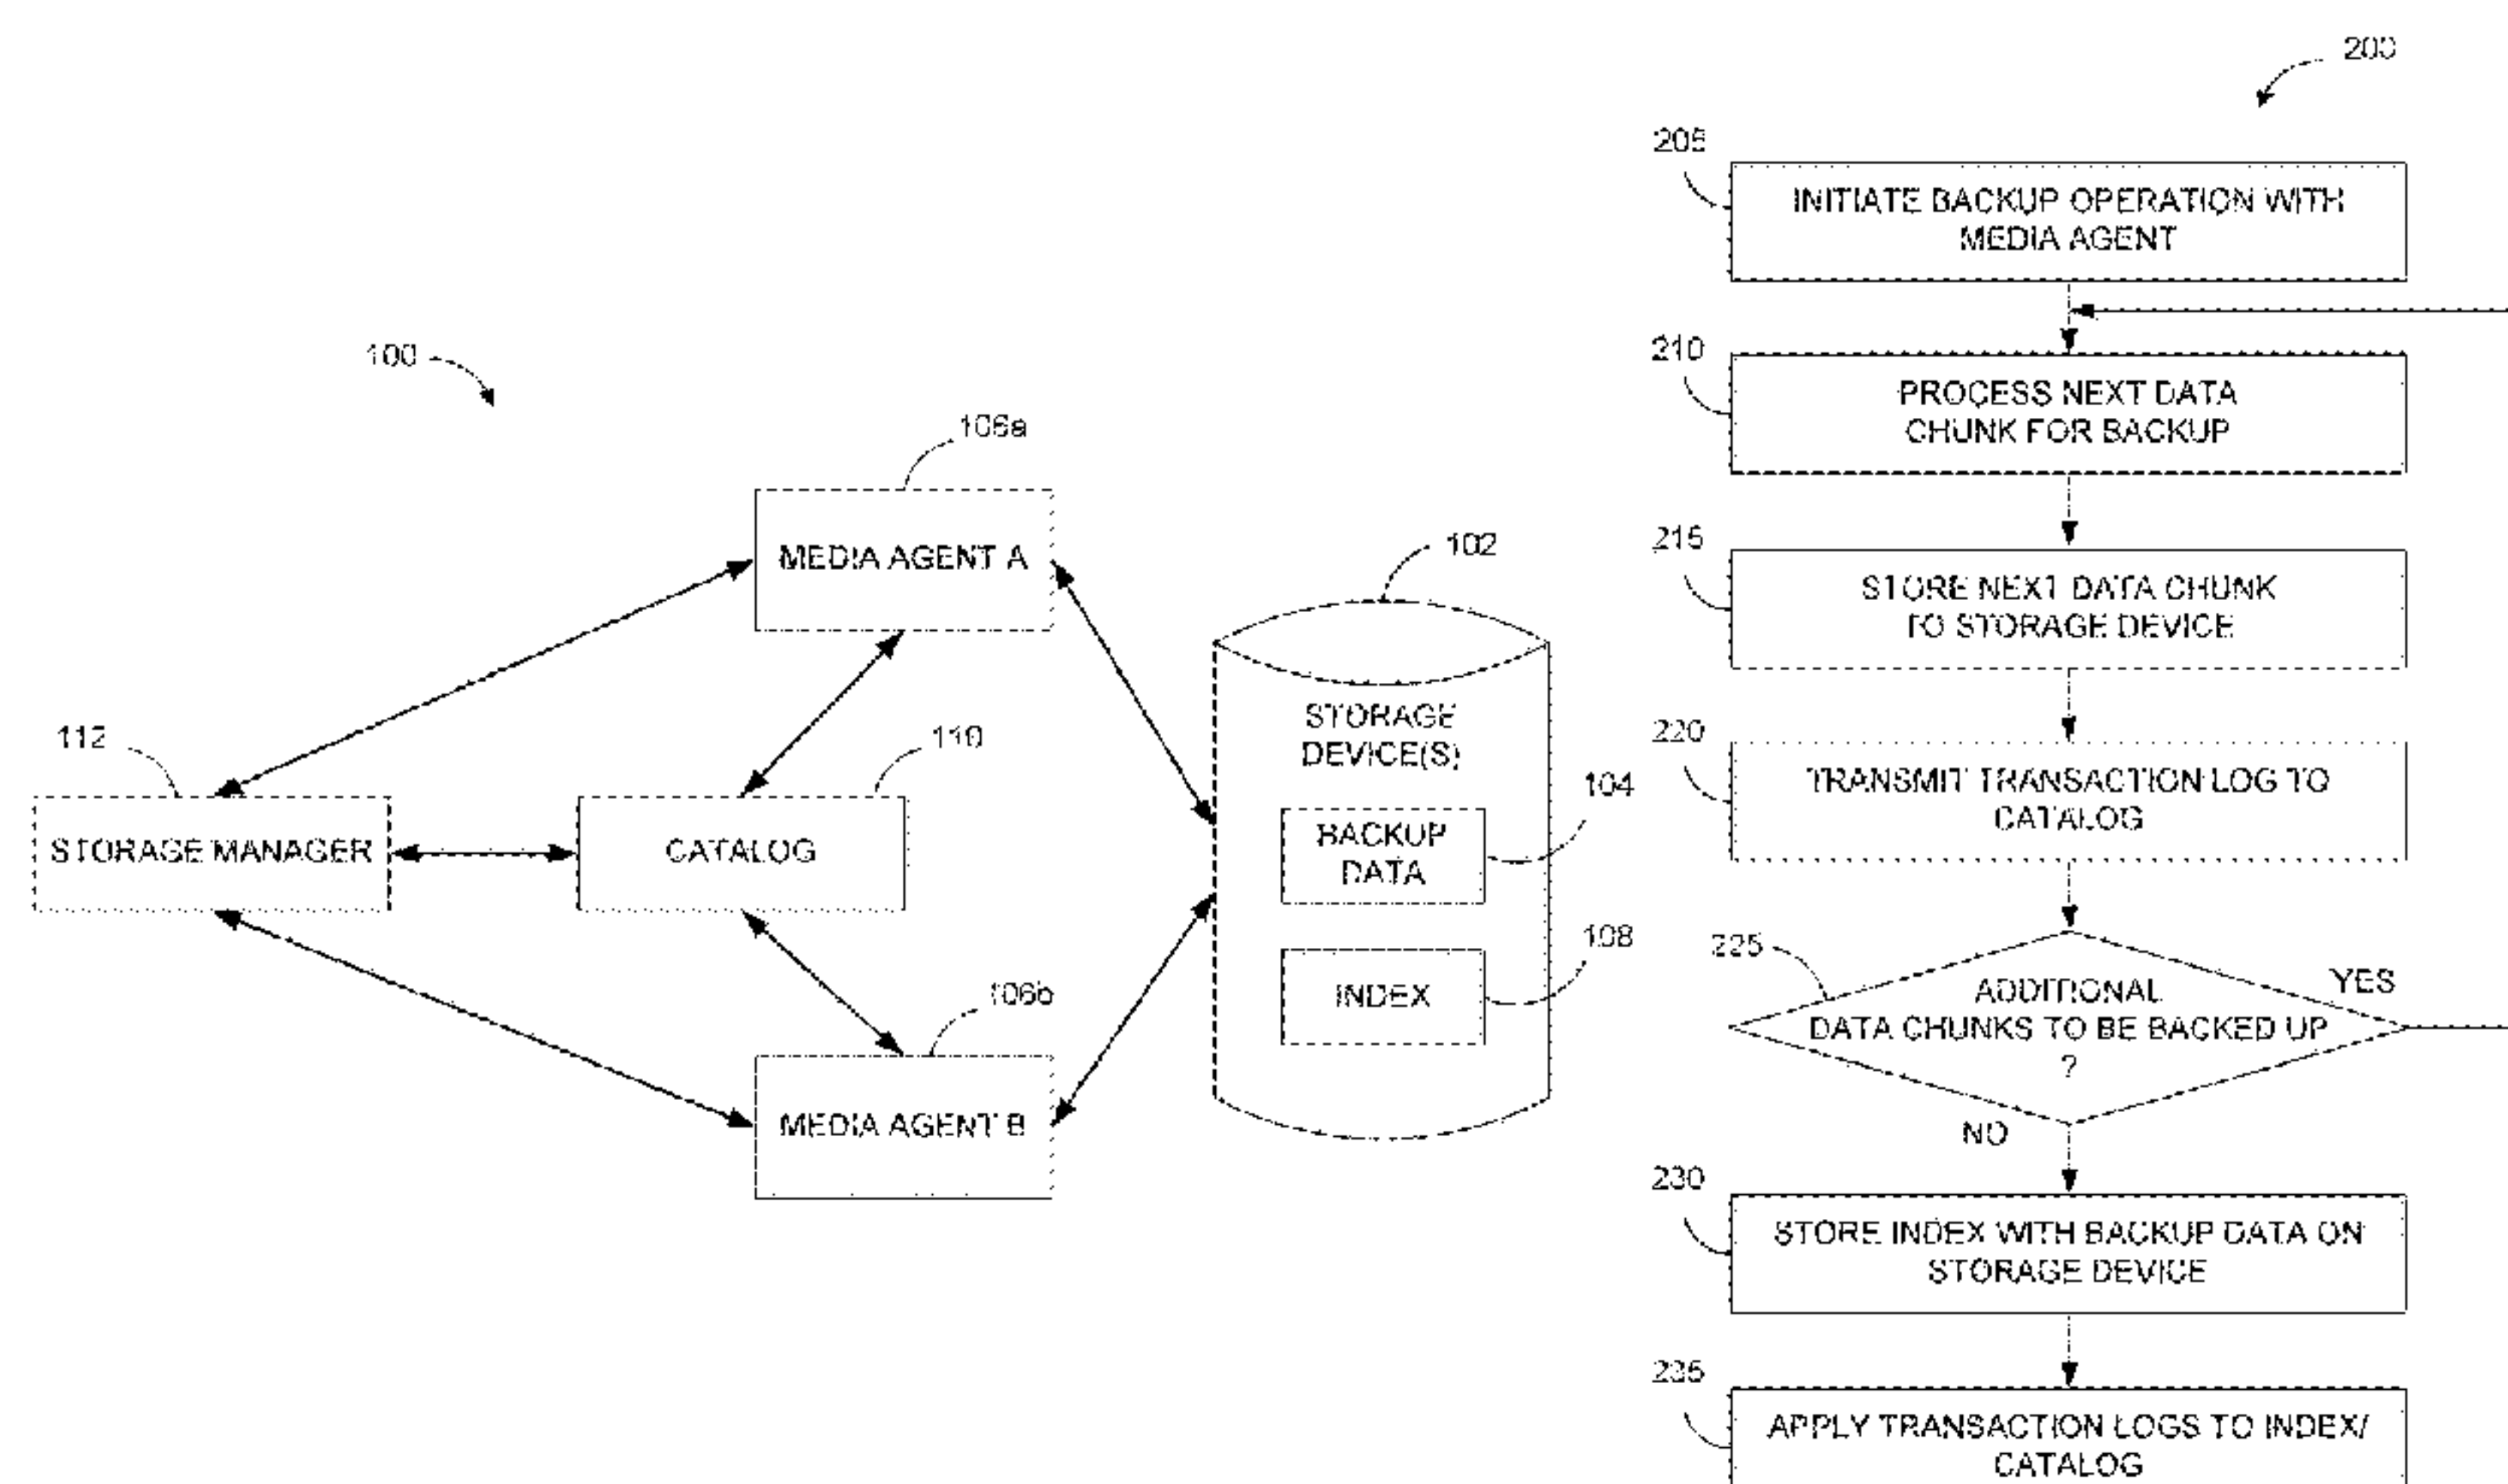 100
106a
MEDIA AGENT A
102
STORAGE
DEVICE(S)
112
110
104
STORAGE MANAGER
CATALOG
BACKUP
DATA
108
INDEX
106b
MEDIA AGENT B
200
205
INITIATE BACKUP OPERATION WITH
MEDIA AGENT
210
PROCESS NEXT DATA
CHUNK FOR BACKUP
215
STORE NEXT DATA CHUNK
TO STORAGE DEVICE
220
TRANSMIT TRANSACTION LOG TO
CATALOG
225
YES
ADDITIONAL
DATA CHUNKS TO BE BACKED UP
?
NO
230
STORE INDEX WITH BACKUP DATA ON
STORAGE DEVICE
235
APPLY TRANSACTION LOGS TO INDEX/
CATALOG